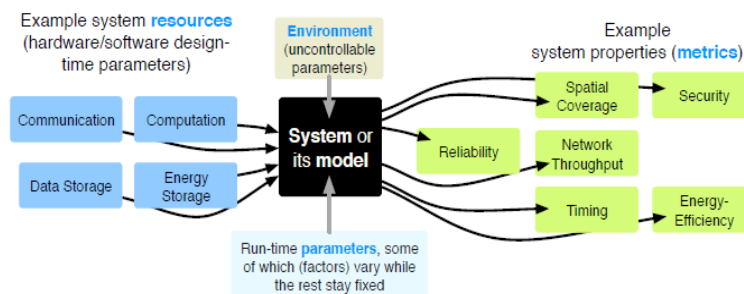 Example system resources
(hardware/software design-
time parameters)
Environment
(uncontrollable
parameters)
Example
system properties (metrics)
Communication
Computation
Data Storage
Energy
Storage
System or
its model
Reliability
Spatial
Coverage
Security
Network
Throughput
Timing
Energy-
Efficiency
Run-time parameters, some
of which (factors) vary while
the rest stay fixed